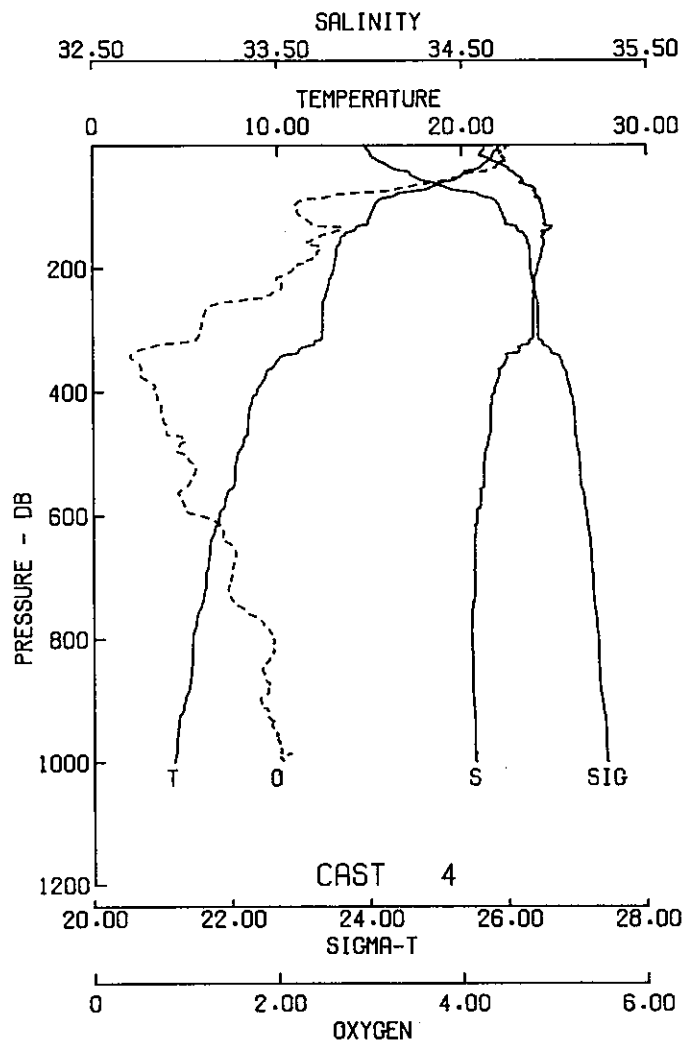 SALINITY
32.50 33.50 34.50 35.50
TEMPERATURE
0 10.00 20.00 30.00
200
400
600
800
1000
1200
PRESSURE - DB
T O S SIG
CAST 4
20.00 22.00 24.00 26.00 28.00
SIGMA-T
0 2.00 4.00 6.00
OXYGEN